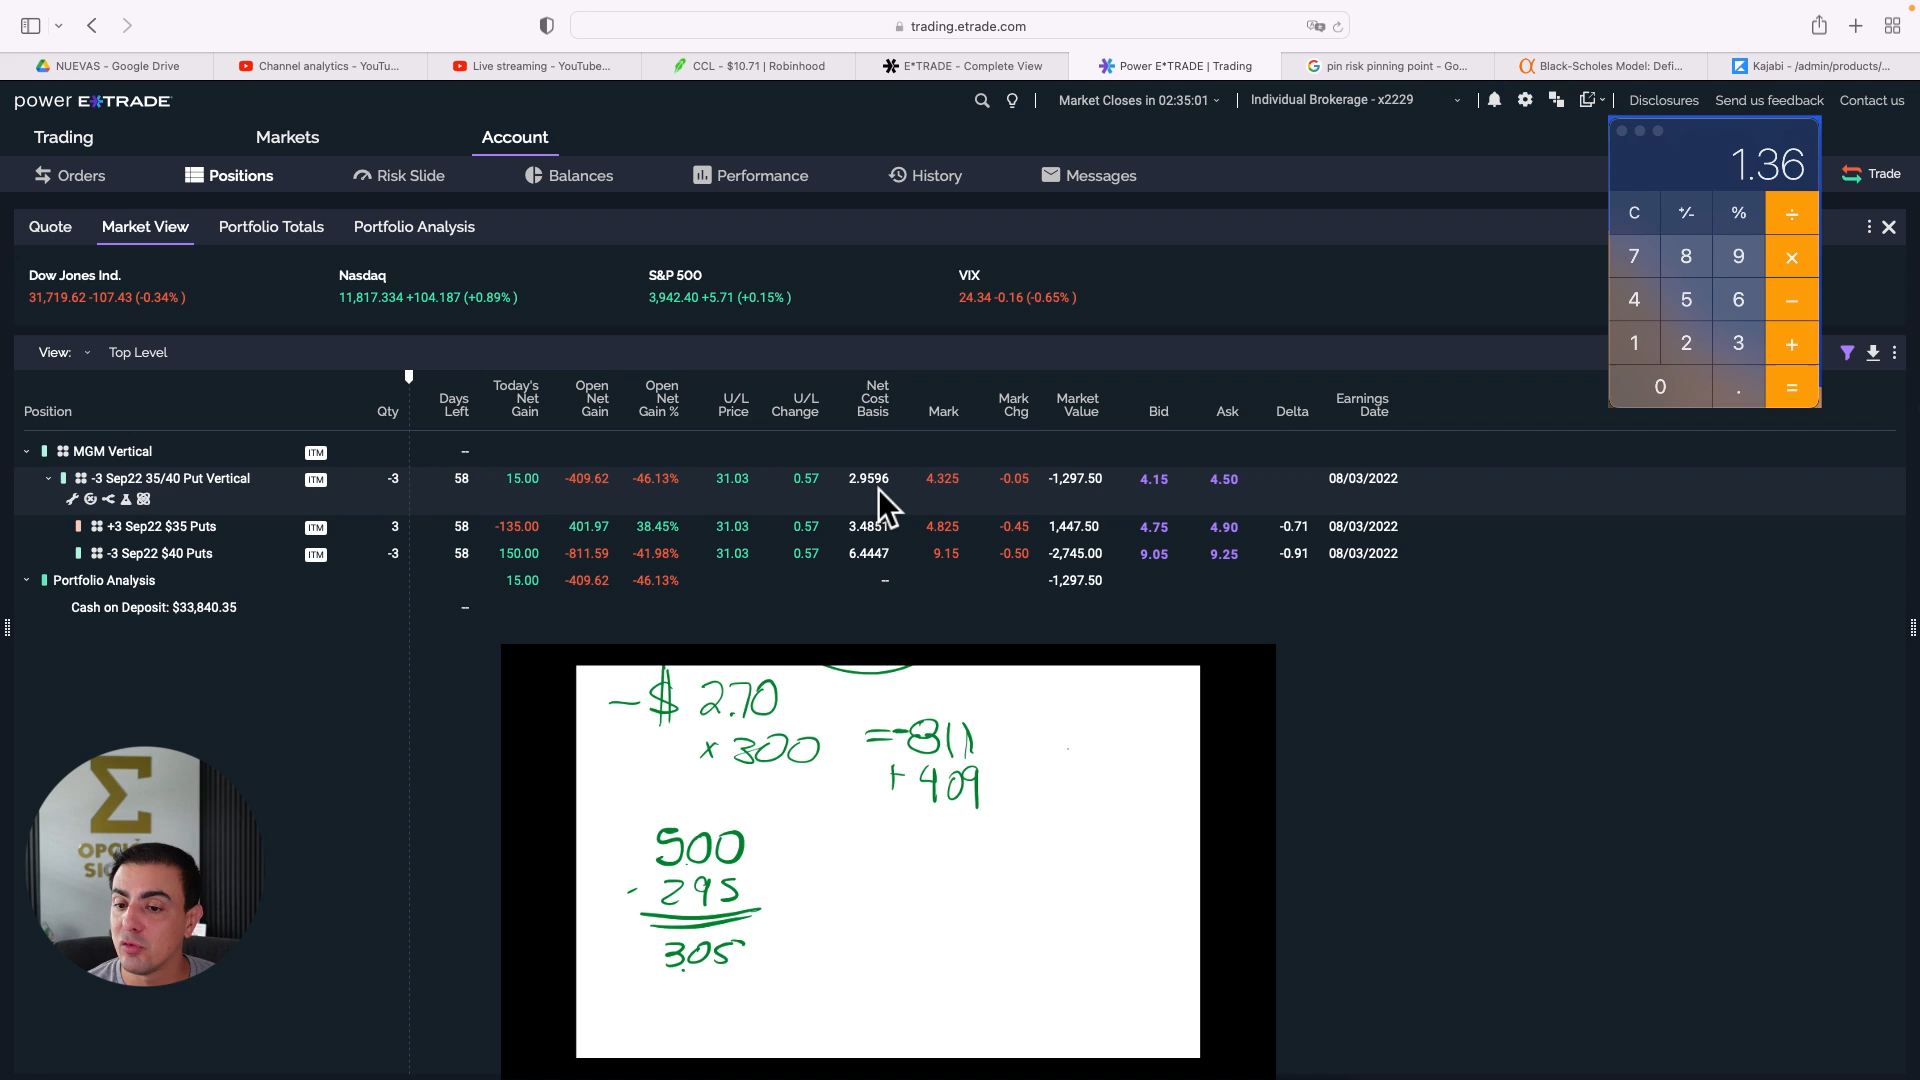 trading.etrade.com
NUEVAS - Google Drive
Channel analytics - YouTu...
Live streaming - YouTube...
CCL - $10.71 | Robinhood
E*TRADE - Complete View
Power E*TRADE | Trading
pin risk pinning point - Go...
Black-Scholes Model: Defi...
Kajabi - /admin/products/...
power E*TRADE
Market Closes in 02:35:01
Individual Brokerage - x2229
Disclosures
Send us feedback
Contact us
Trading
Markets
Account
Orders
Positions
Risk Slide
Balances
Performance
History
Messages
Trade
1.36
C +/- % ÷
7 8 9 ×
4 5 6 −
1 2 3 +
0 . =
Quote
Market View
Portfolio Totals
Portfolio Analysis
Dow Jones Ind.
31,719.62 -107.43 (-0.34% )
Nasdaq
11,817.334 +104.187 (+0.89% )
S&P 500
3,942.40 +5.71 (+0.15% )
VIX
24.34 -0.16 (-0.65% )
View: Top Level
Position Qty Days Left Today's Net Gain Open Net Gain Open Net Gain % U/L Price U/L Change Net Cost Basis Mark Mark Chg Market Value Bid Ask Delta Earnings Date
MGM Vertical ITM --
-3 Sep22 35/40 Put Vertical ITM -3 58 15.00 -409.62 -46.13% 31.03 0.57 2.9596 4.325 -0.05 -1,297.50 4.15 4.50 08/03/2022
+3 Sep22 $35 Puts ITM 3 58 -135.00 401.97 38.45% 31.03 0.57 3.4851 4.825 -0.45 1,447.50 4.75 4.90 -0.71 08/03/2022
-3 Sep22 $40 Puts ITM -3 58 150.00 -811.59 -41.98% 31.03 0.57 6.4447 9.15 -0.50 -2,745.00 9.05 9.25 -0.91 08/03/2022
Portfolio Analysis 15.00 -409.62 -46.13% -- -1,297.50
Cash on Deposit: $33,840.35 --
-$ 2.70
x 300
=-811
+ 409
500
- 295
305